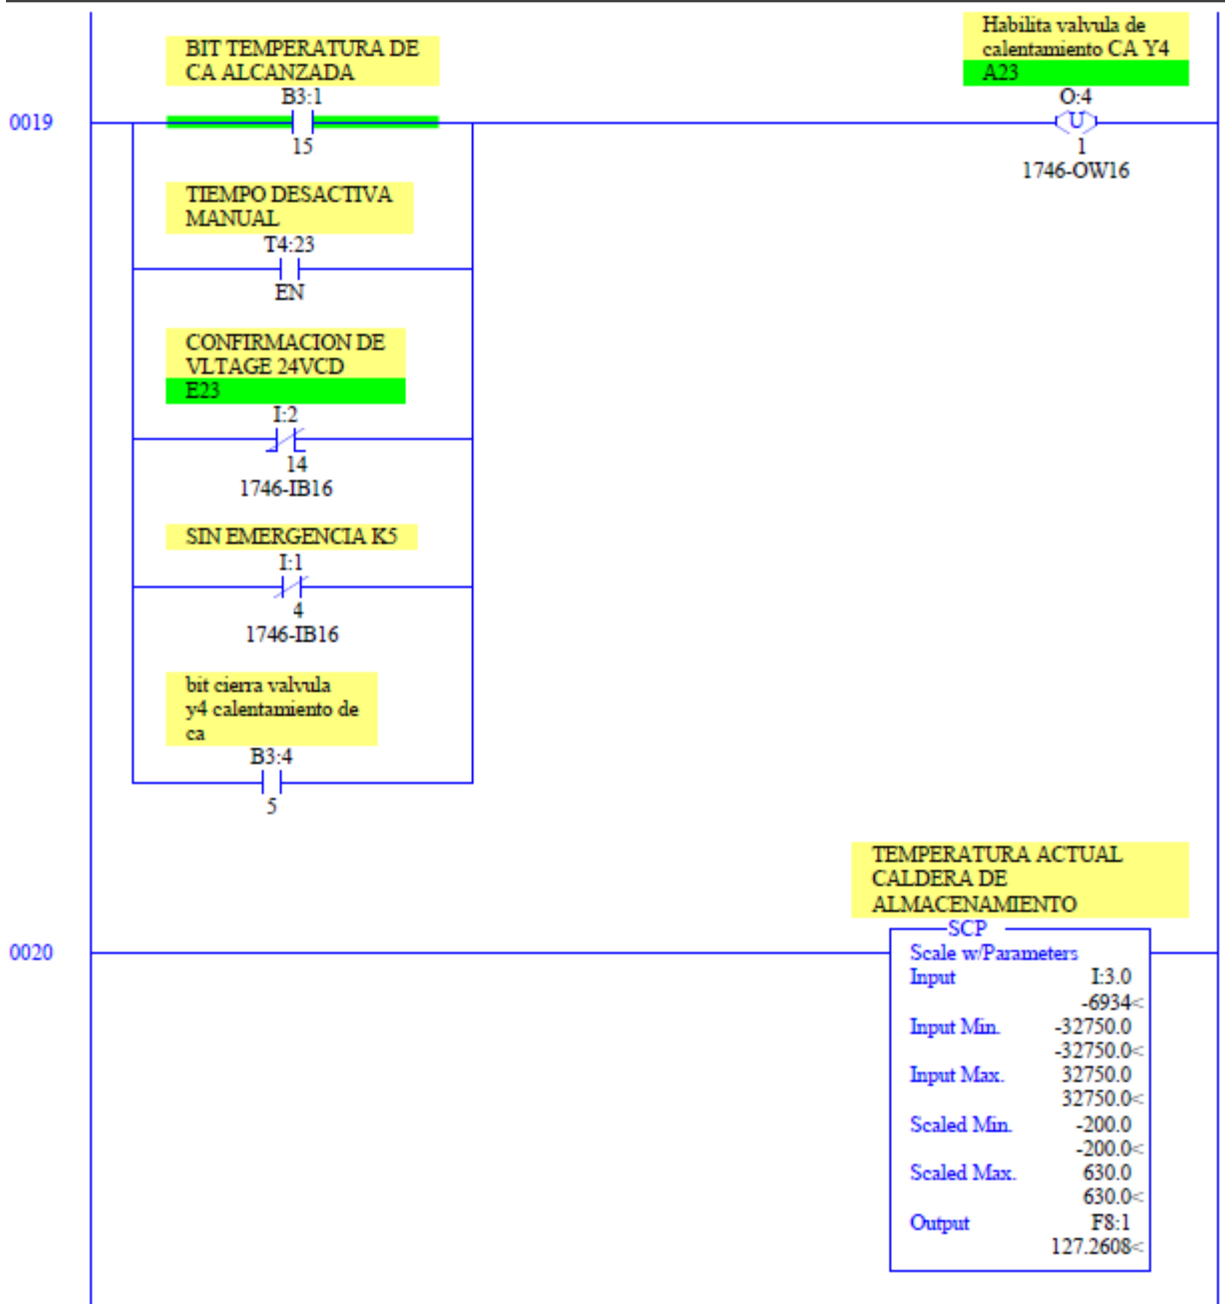 Habilita valvula de
calentamiento CA Y4
A23
O:4
U
1
1746-OW16
0019
BIT TEMPERATURA DE
CA ALCANZADA
B3:1
15
TIEMPO DESACTIVA
MANUAL
T4:23
EN
CONFIRMACION DE
VLTAGE 24VCD
E23
I:2
14
1746-IB16
SIN EMERGENCIA K5
I:1
4
1746-IB16
bit cierra valvula
y4 calentamiento de
ca
B3:4
5
TEMPERATURA ACTUAL
CALDERA DE
ALMACENAMIENTO
0020
SCP
Scale w/Parameters
Input I:3.0
-6934<
Input Min. -32750.0
-32750.0<
Input Max. 32750.0
32750.0<
Scaled Min. -200.0
-200.0<
Scaled Max. 630.0
630.0<
Output F8:1
127.2608<